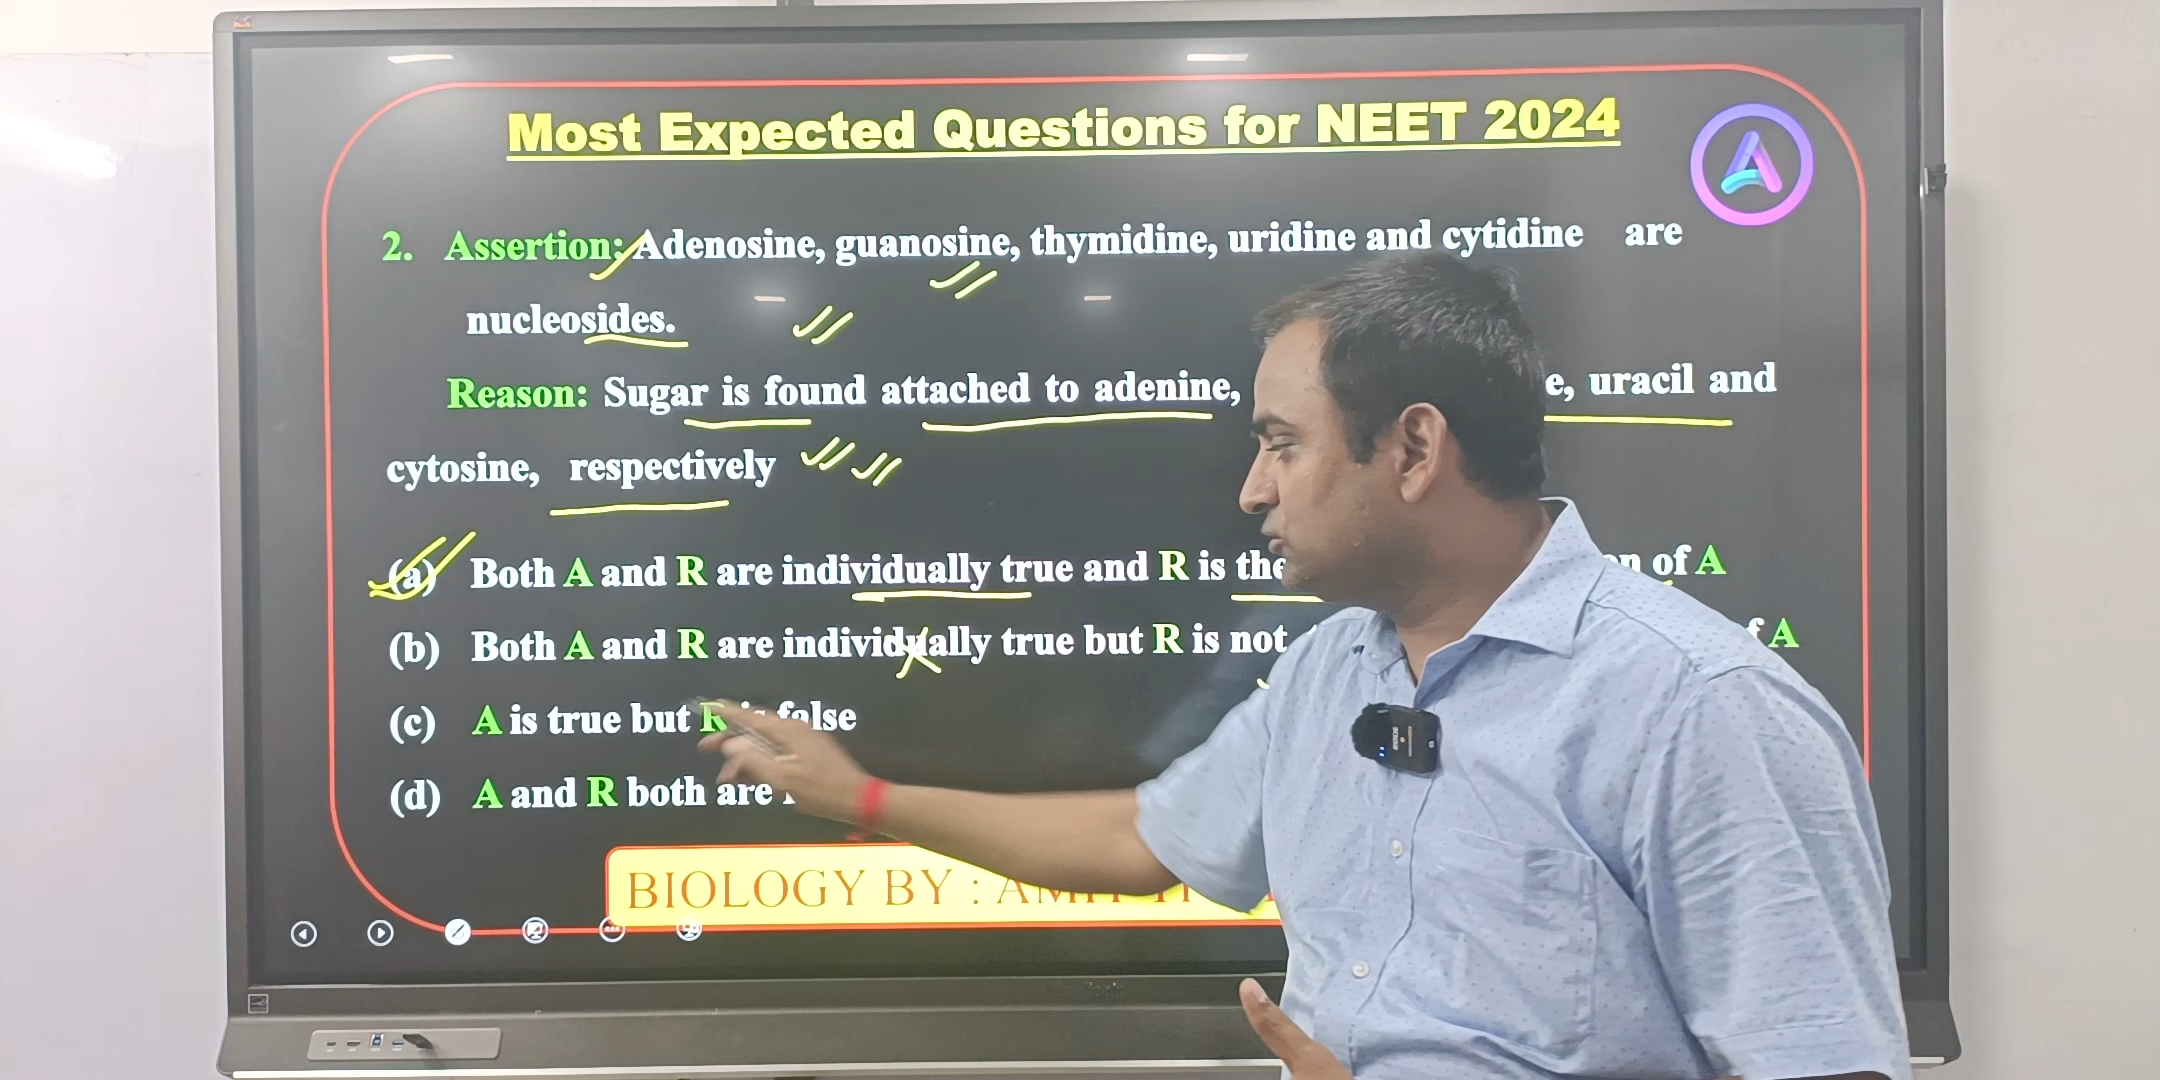 Most Expected Questions for NEET 2024
2. Assertion: Adenosine, guanosine, thymidine, uridine and cytidine are
nucleosides.
Reason: Sugar is found attached to adenine, e, uracil and
cytosine, respectively
(a) Both A and R are individually true and R is the of A
(b) Both A and R are individually true but R is not A
(c) A is true but R is false
(d) A and R both are
BIOLOGY BY :